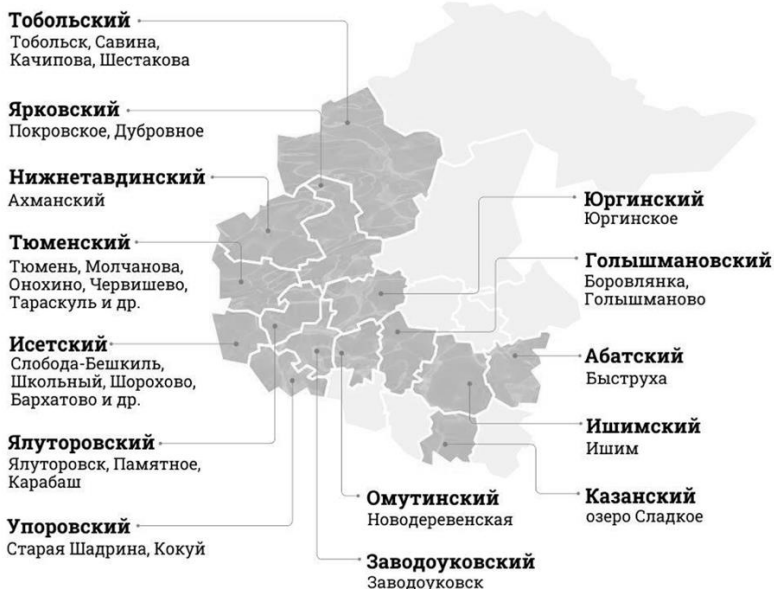 Тобольский
Тобольск, Савина,
Качипова, Шестакова
Ярковский
Покровское, Дубровное
Нижнетавдинский
Ахманский
Тюменский
Тюмень, Молчанова,
Онохино, Червишево,
Тараскуль и др.
Исетский
Слобода-Бешкиль,
Школьный, Шорохово,
Бархатово и др.
Ялуторовский
Ялуторовск, Памятное,
Карабаш
Упоровский
Старая Шадрина, Кокуй
Омутинский
Новодеревенская
Заводоуковский
Заводоуковск
Юргинский
Юргинское
Голышмановский
Боровлянка,
Голышманово
Абатский
Быструха
Ишимский
Ишим
Казанский
озеро Сладкое